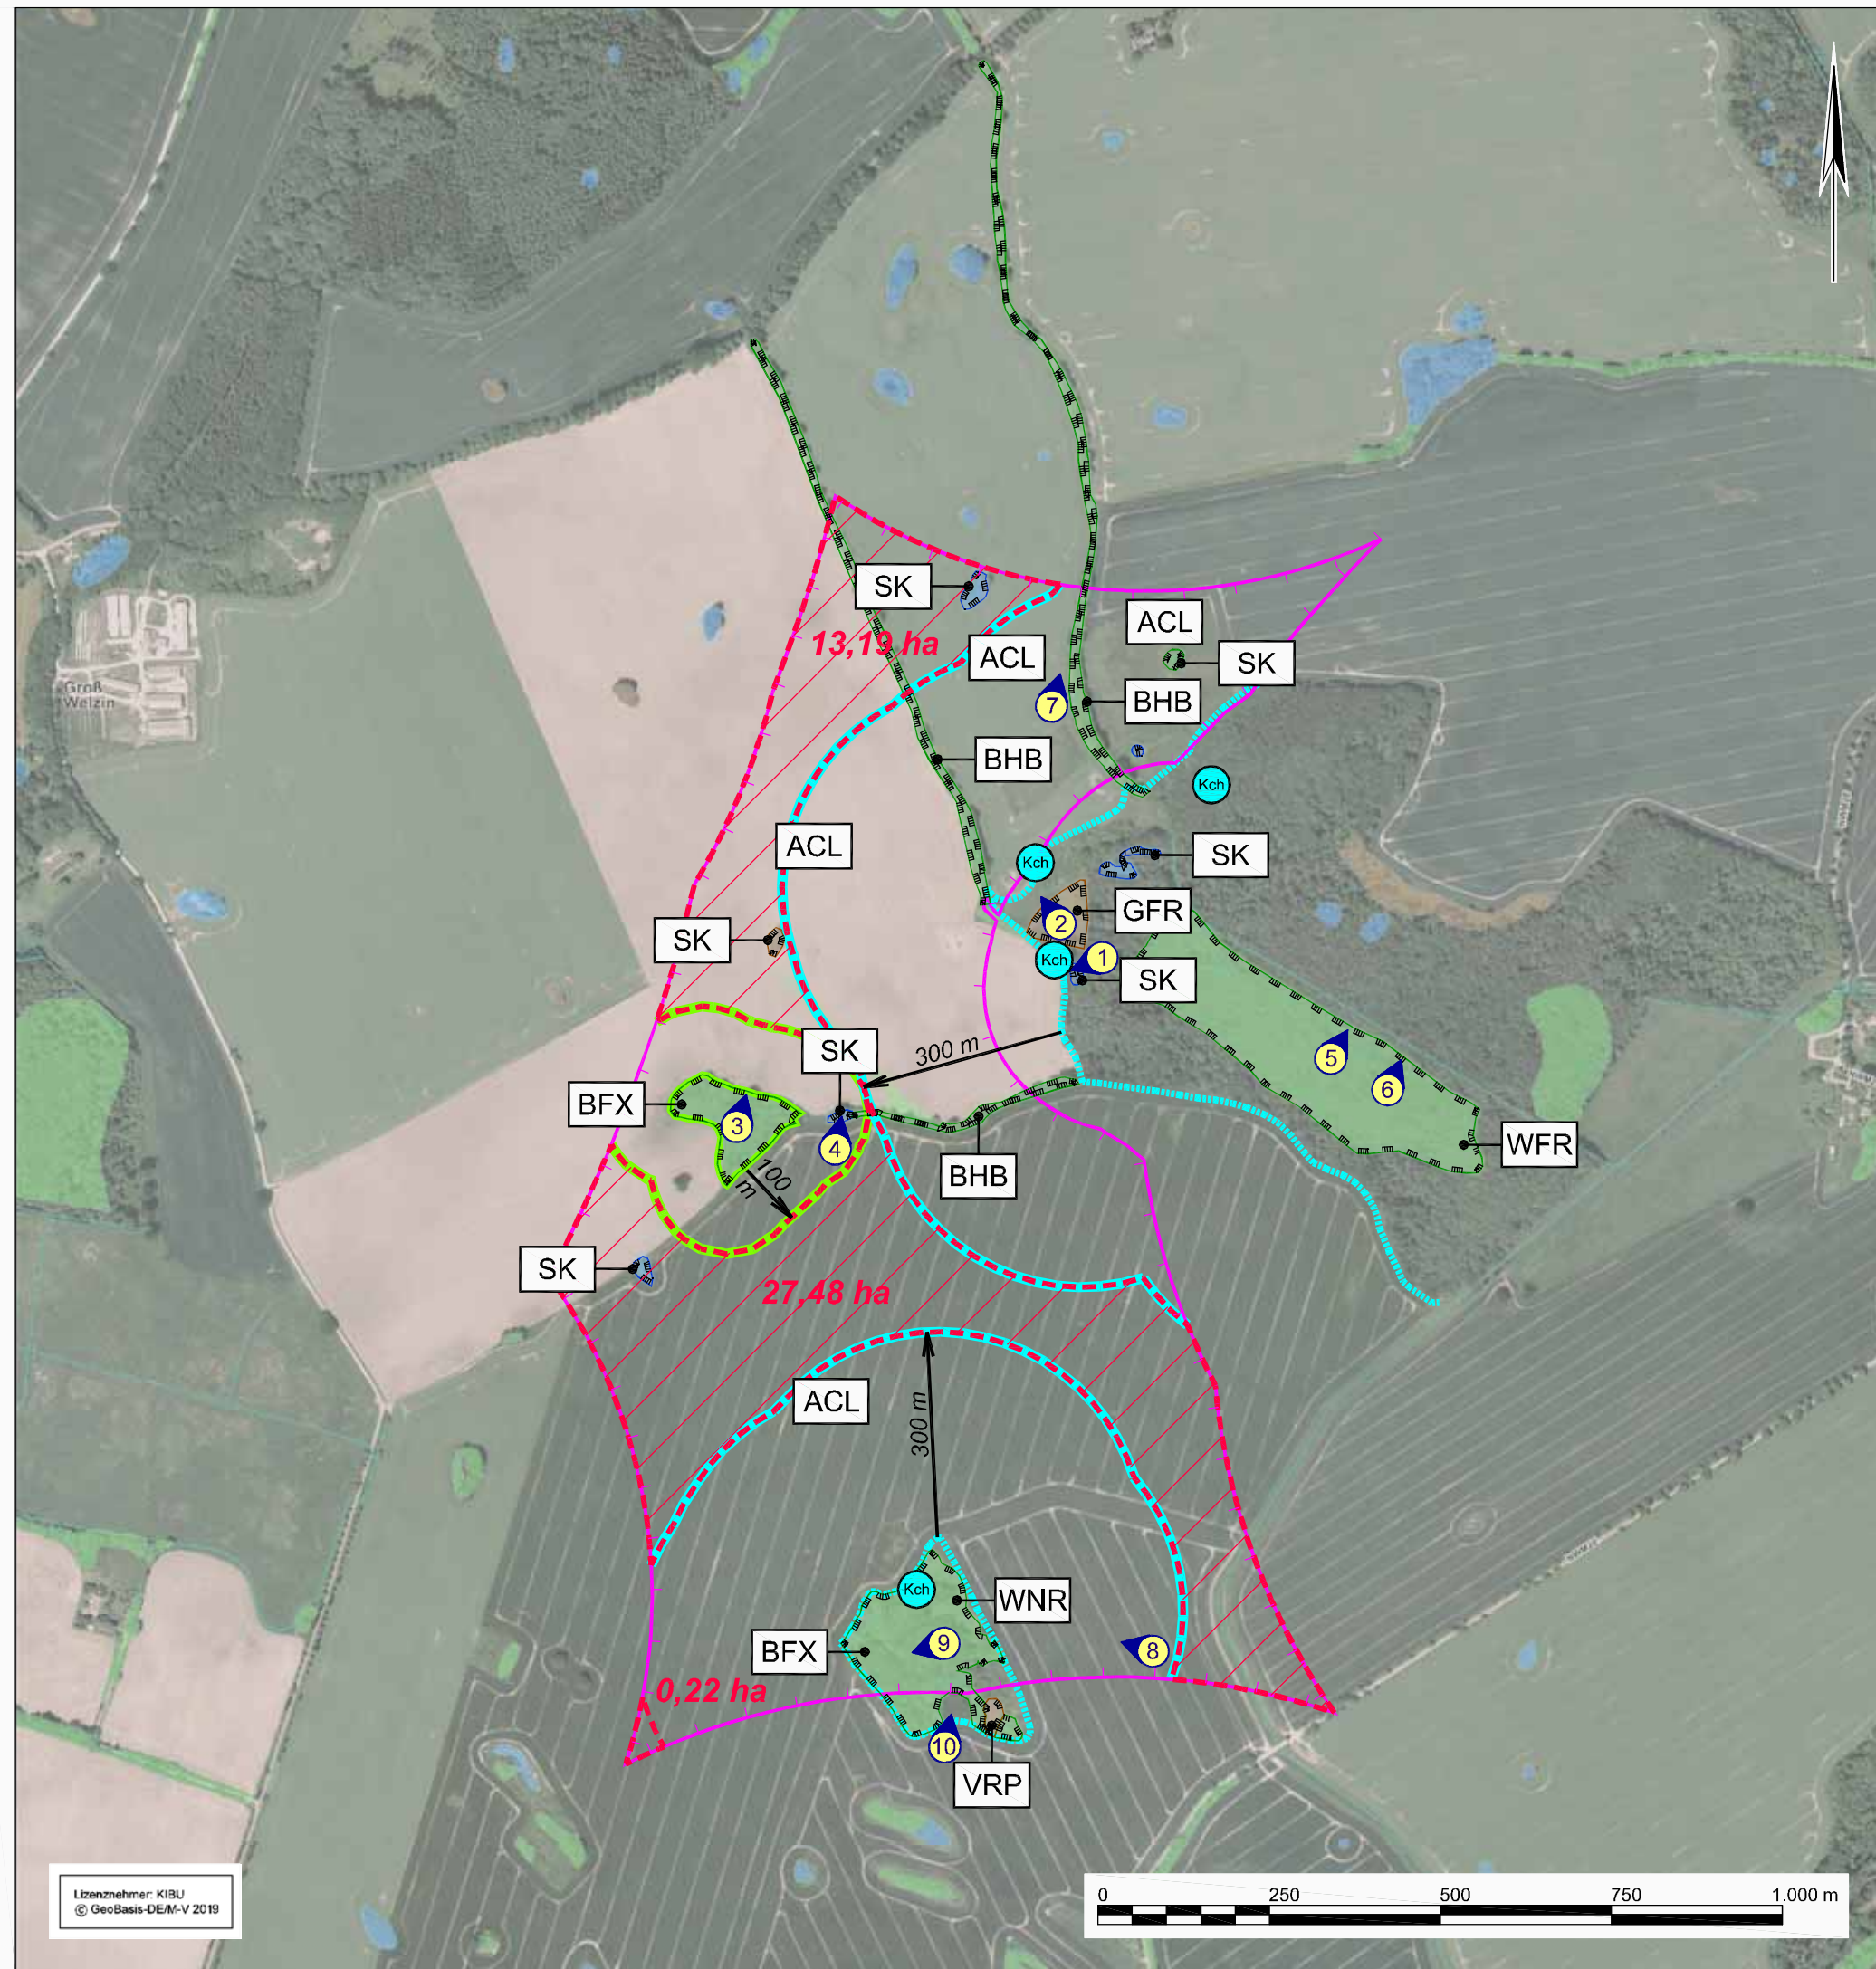 SK
ACL
13,19 ha
ACL
SK
7
BHB
BHB
Groß
Welzin
Kch
ACL
Kch
SK
GFR
2
SK
Kch
1
SK
SK
300 m
5
6
BFX
3
4
100
m
BHB
WFR
SK
27,48 ha
ACL
300 m
Kch
WNR
BFX
9
8
0,22 ha
10
VRP
Lizenznehmer: KIBU
© GeoBasis-DE/M-V 2019
0 250 500 750 1.000 m